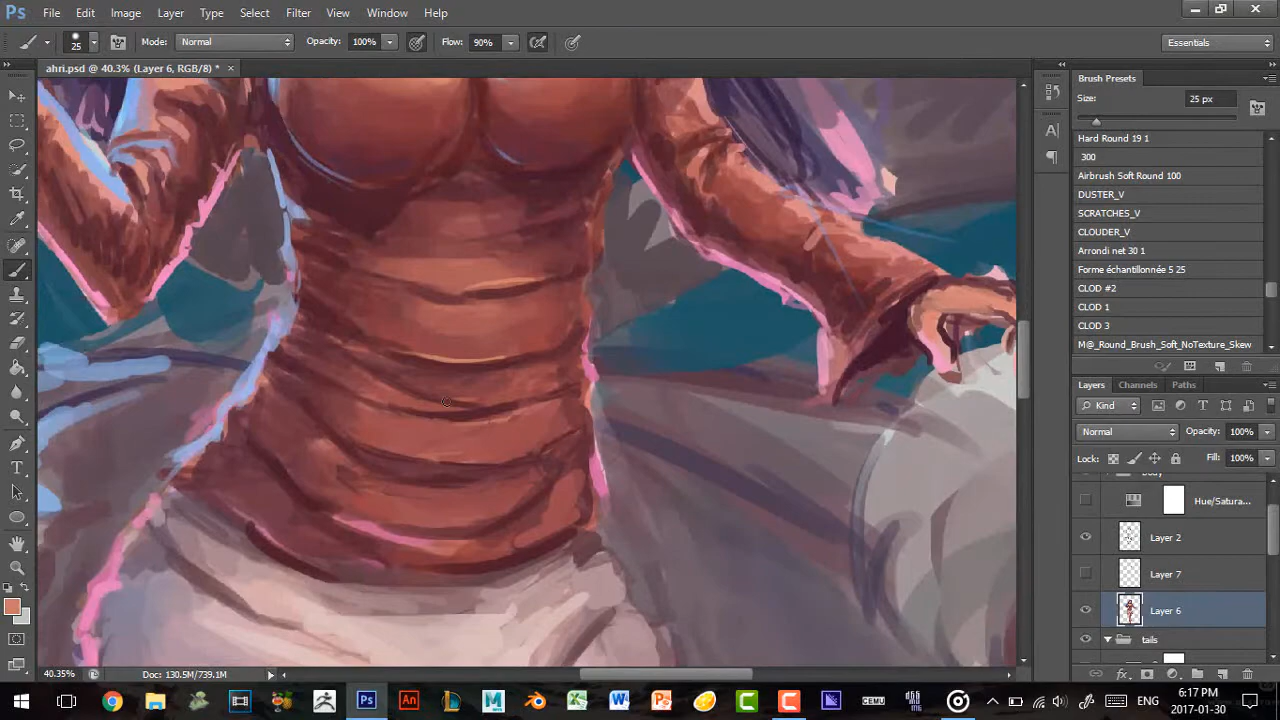 Ps File Edit Image Layer Type Select Filter 3D View Window Help
25 Mode: Normal Opacity: 100% Flow: 90% Essentials
ahri.psd @ 40.3% (Layer 6, RGB/8) * ×
Brush Presets
Size: 25 px
Hard Round 19 1
300
Airbrush Soft Round 100
DUSTER_V
SCRATCHES_V
CLOUDER_V
Arrondi net 30 1
Forme échantillonnée 5 25
CLOD #2
CLOD 1
CLOD 3
M@_Round_Brush_Soft_NoTexture_Skew
Layers Channels Paths
Kind
Normal Opacity: 100%
Lock: Fill: 100%
body
Hue/Satura...
Layer 2
Layer 7
Layer 6
tails
40.35% Doc: 130.5M/739.1M
ENG 6:17 PM
2017-01-30